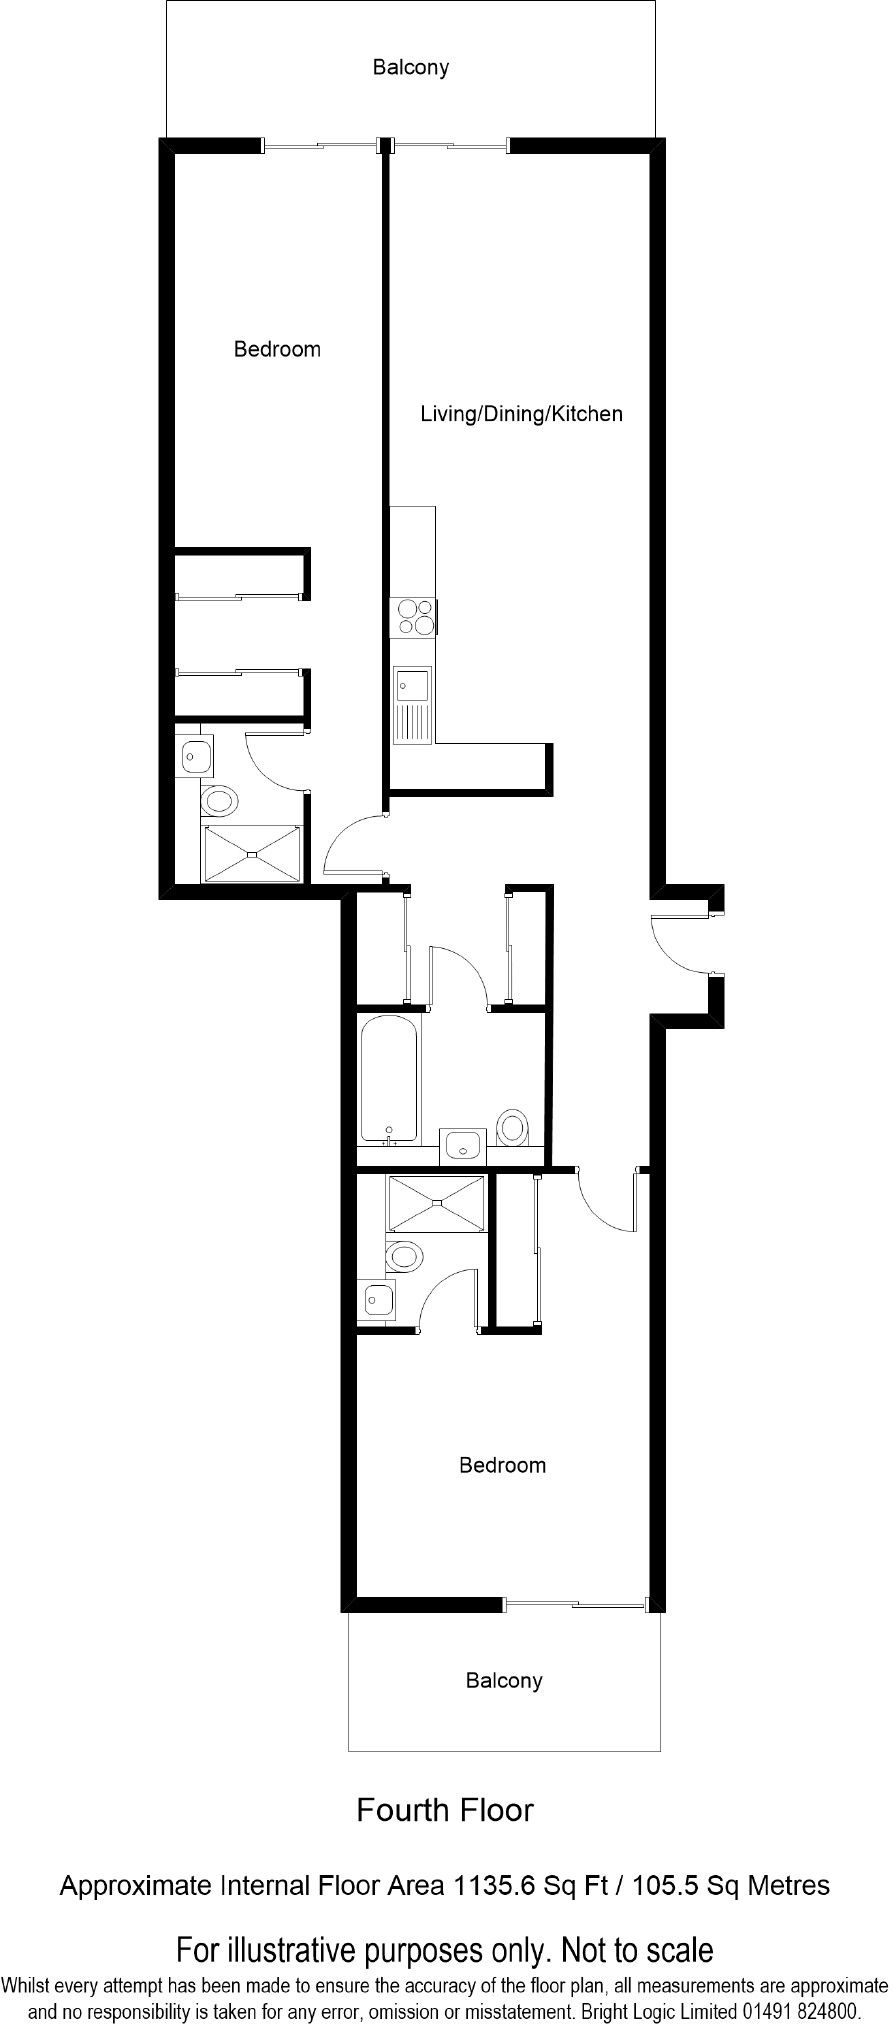 Balcony
Bedroom
Living/Dining/Kitchen
Bedroom
Balcony
Fourth Floor
Approximate Internal Floor Area 1135.6 Sq Ft / 105.5 Sq Metres
For illustrative purposes only. Not to scale
Whilst every attempt has been made to ensure the accuracy of the floor plan, all measurements are approximate
and no responsibility is taken for any error, omission or misstatement. Bright Logic Limited 01491 824800.